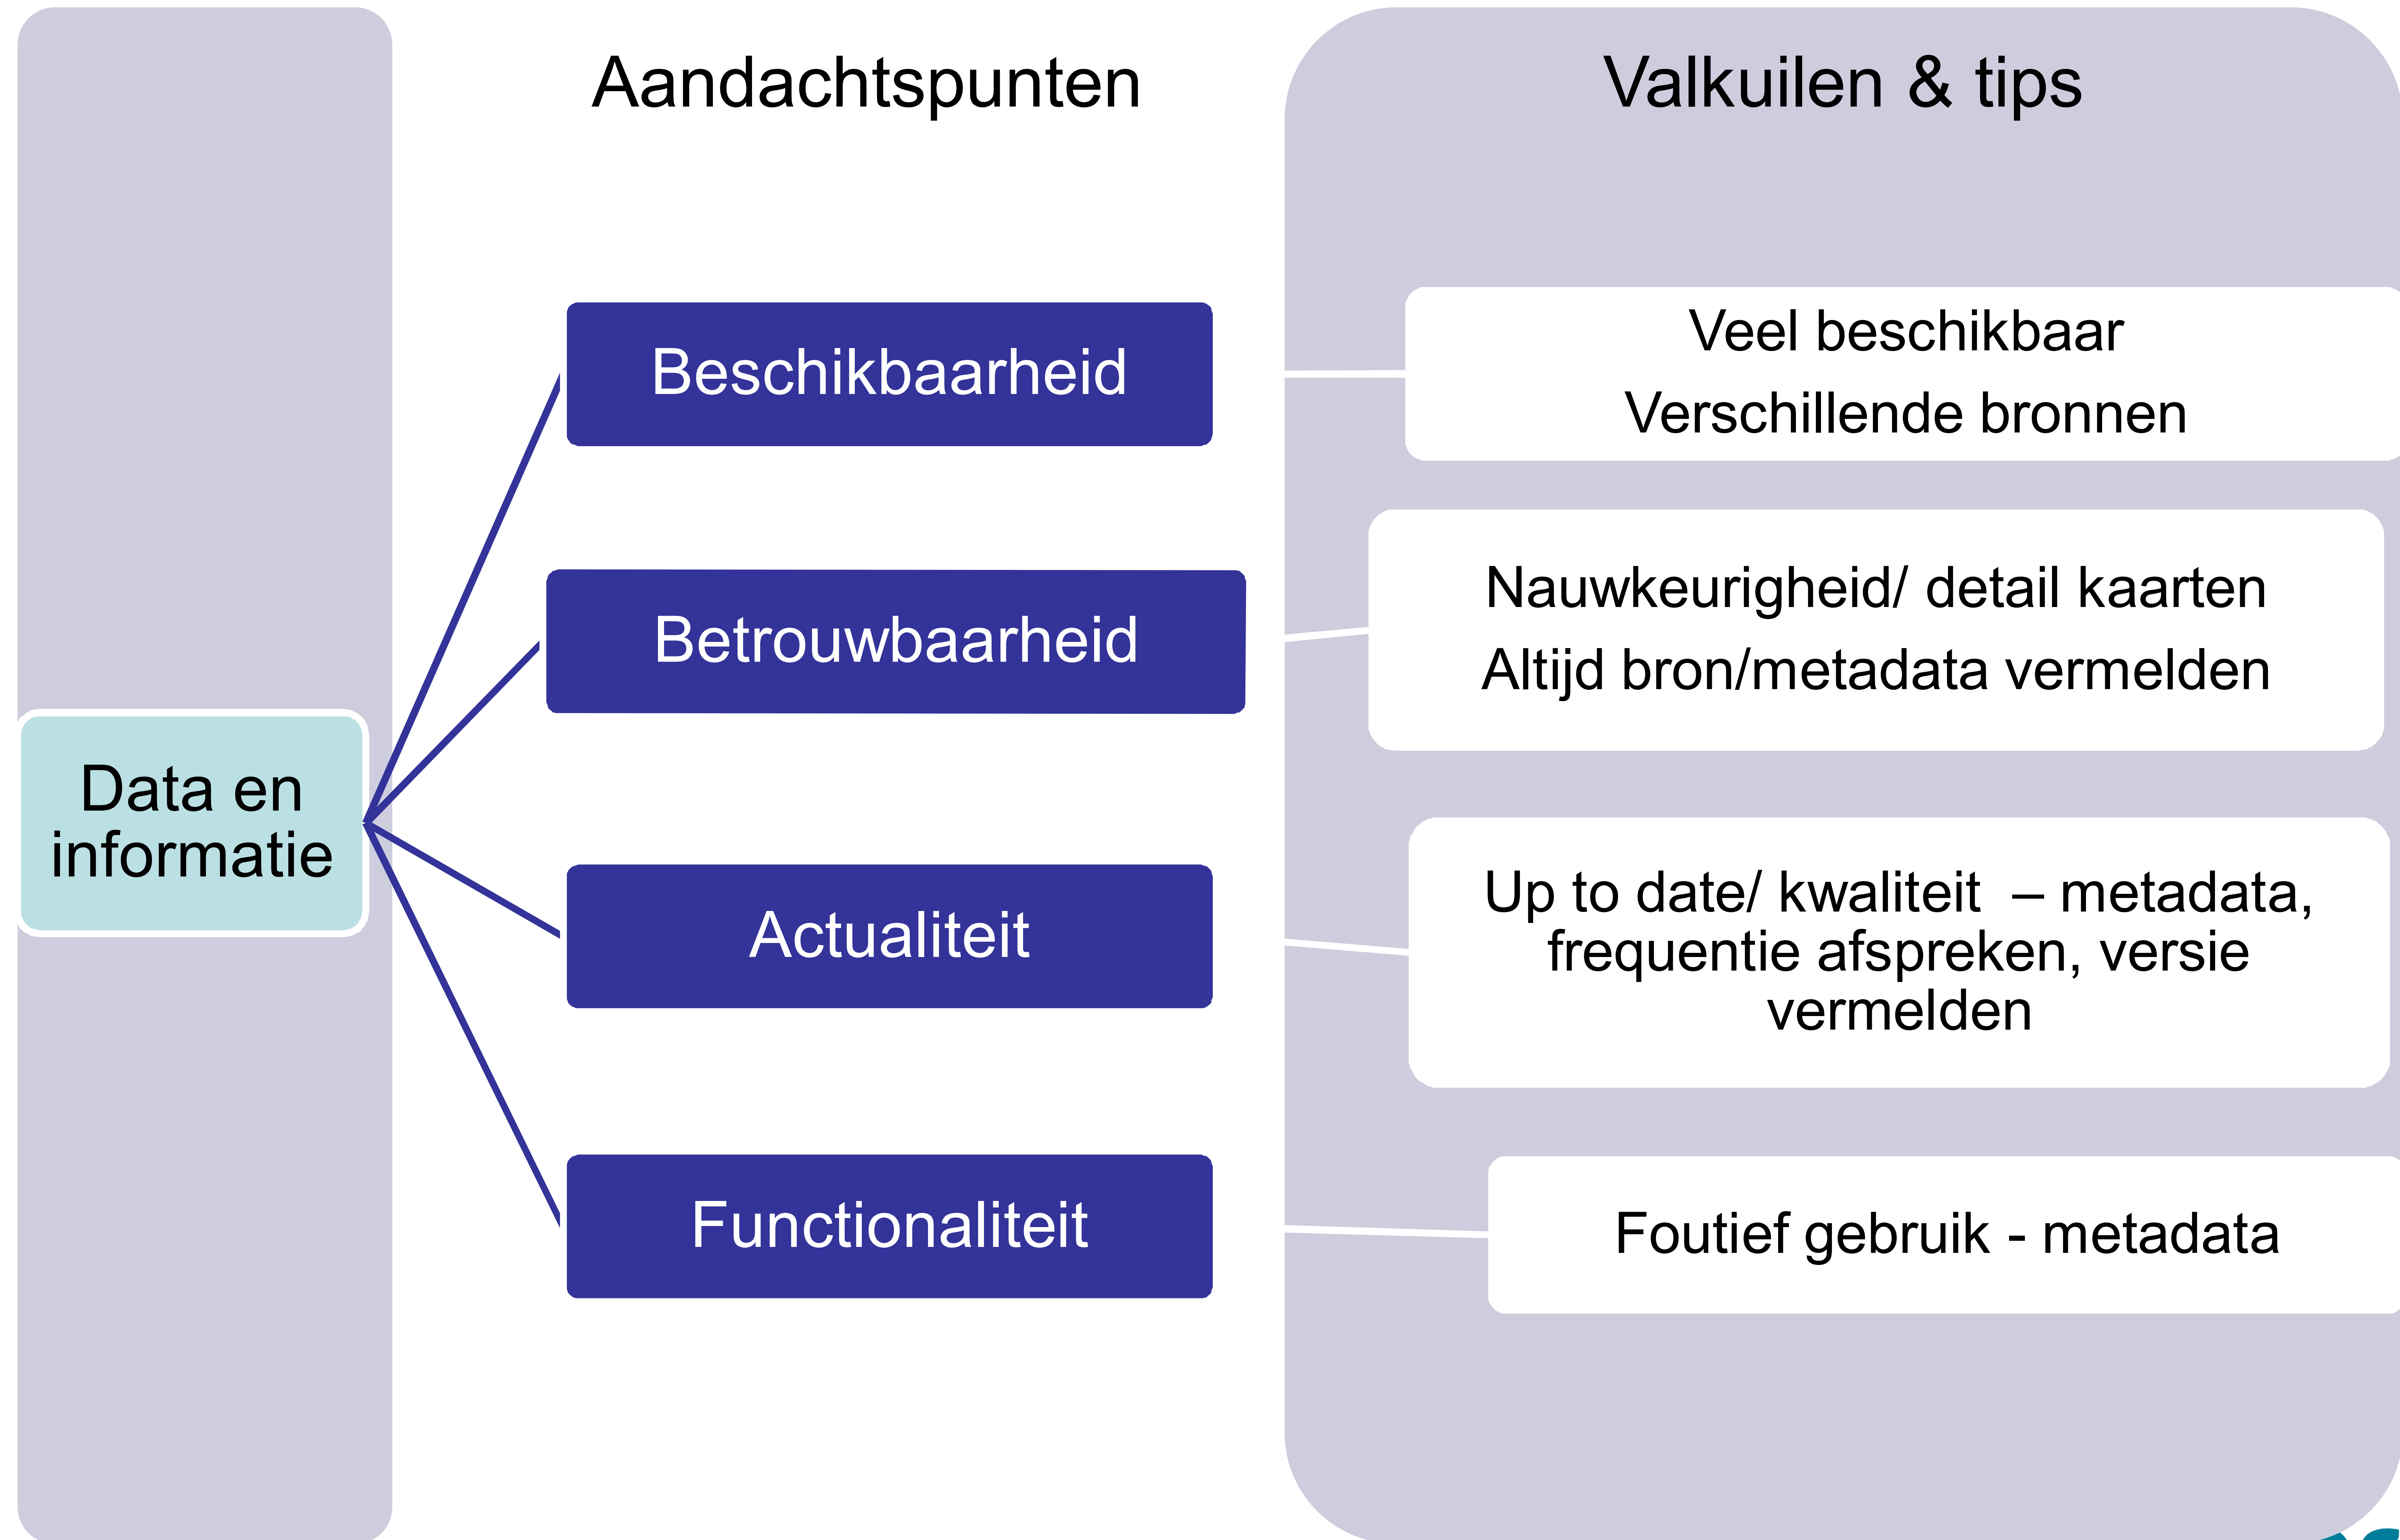 Aandachtspunten
Valkuilen & tips
Data en
informatie
Beschikbaarheid
Veel beschikbaar
Verschillende bronnen
Betrouwbaarheid
Nauwkeurigheid/ detail kaarten
Altijd bron/metadata vermelden
Actualiteit
Up to date/ kwaliteit – metadata,
frequentie afspreken, versie
vermelden
Functionaliteit
Foutief gebruik - metadata